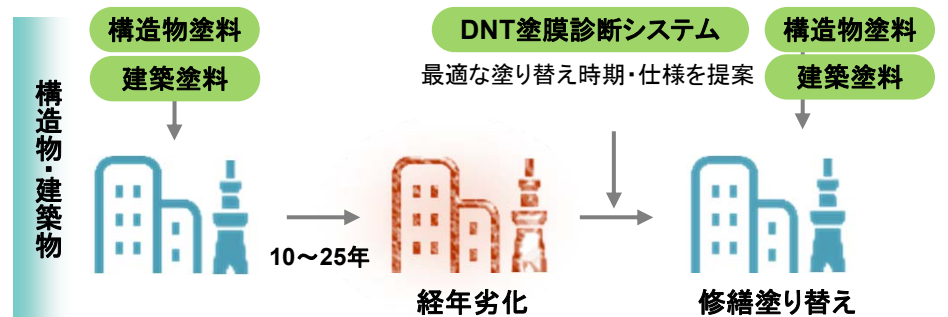 構造物・建築物
構造物塗料
建築塗料
DNT塗膜診断システム
最適な塗り替え時期・仕様を提案
構造物塗料
建築塗料
10～25年
経年劣化
修繕塗り替え